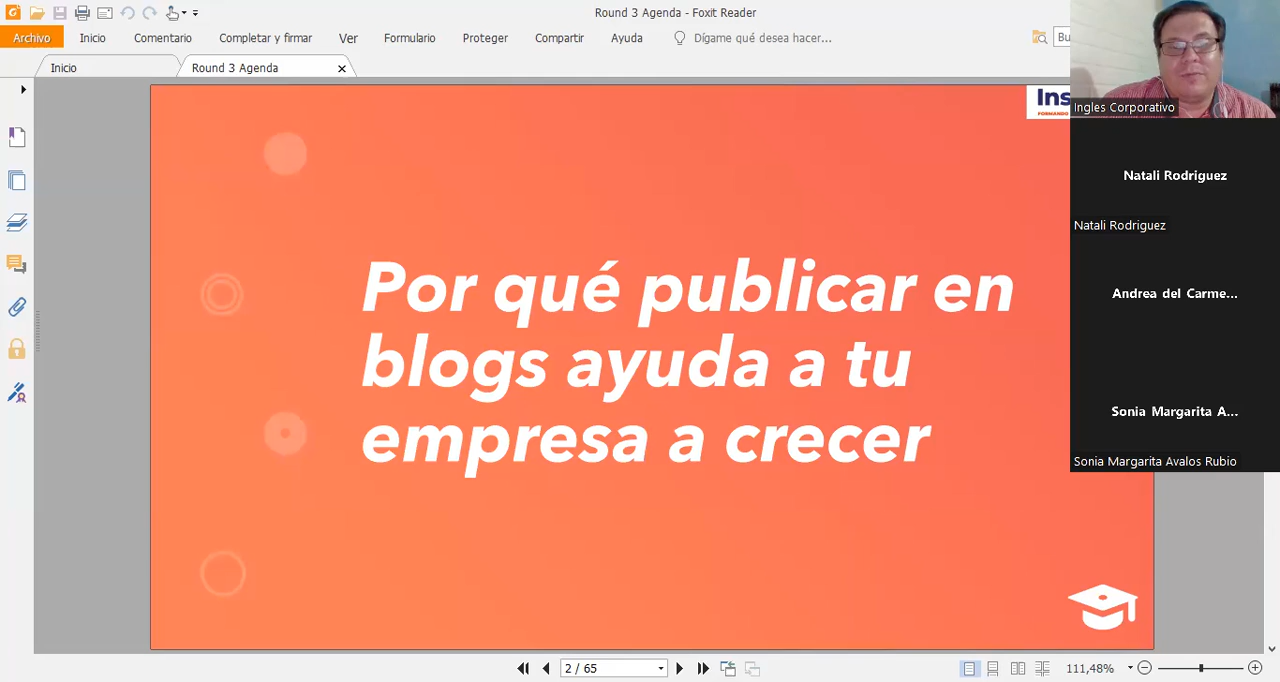 Round 3 Agenda - Foxit Reader
Archivo
Inicio
Comentario
Completar y firmar
Ver
Formulario
Proteger
Compartir
Ayuda
Dígame qué desea hacer...
Bu
Inicio
Round 3 Agenda
Ins
Por qué publicar en
blogs ayuda a tu
empresa a crecer
Ingles Corporativo
Natali Rodriguez
Natali Rodriguez
Andrea del Carme...
Sonia Margarita A...
Sonia Margarita Avalos Rubio
2 / 65
111,48%